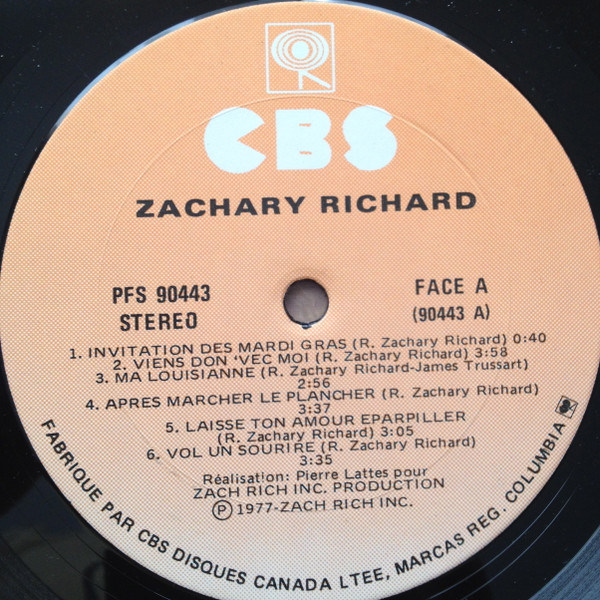 CBS
ZACHARY RICHARD
PFS 90443
STEREO
FACE A
(90443 A)
1. INVITATION DES MARDI GRAS (R. Zachary Richard) 0:40
2. VIENS DON 'VEC MOI (R. Zachary Richard) 3:58
3. MA LOUISIANNE (R. Zachary Richard-James Trussart)
2:56
4. APRES MARCHER LE PLANCHER (R. Zachary Richard)
3:37
5. LAISSE TON AMOUR EPARPILLER
(R. Zachary Richard) 3:05
6. VOL UN SOURIRE (R. Zachary Richard)
3:35
Réalisation: Pierre Lattes pour
ZACH RICH INC. PRODUCTION
Ⓟ 1977-ZACH RICH INC.
FABRIQUE PAR CBS DISQUES CANADA LTEE, MARCAS REG. COLUMBIA